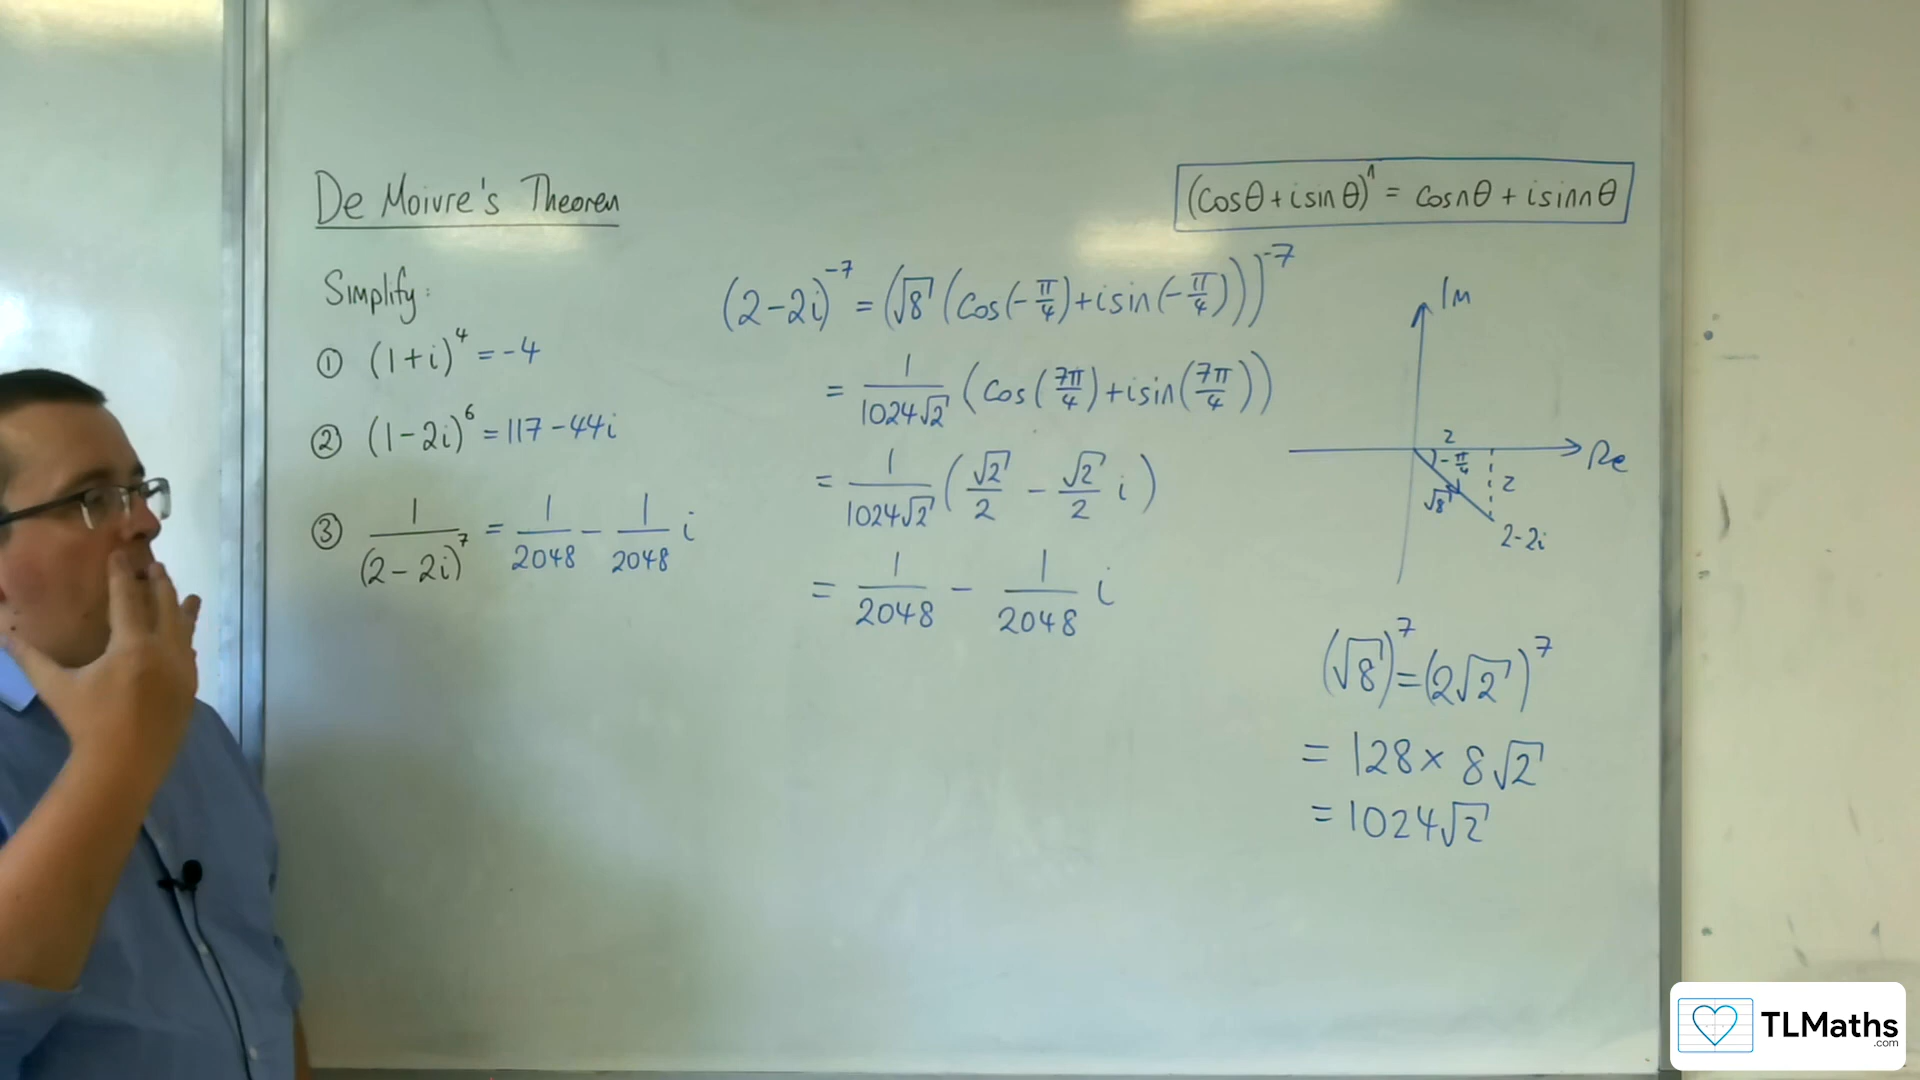 De Moivre's Theorem
(cosθ + isinθ)^n = cosnθ + isinnθ
Simplify:
① (1+i)^4 = -4
② (1-2i)^6 = 117-44i
③ 1/(2-2i)^7 = 1/2048 - 1/2048 i
(2-2i)^-7 = (√8 (cos(-π/4) + isin(-π/4)))^-7
= 1/1024√2 (cos(7π/4) + isin(7π/4))
= 1/1024√2 (√2/2 - √2/2 i)
= 1/2048 - 1/2048 i
Im
2
Re
-π/4
2
√8
2-2i
(√8)^7 = (2√2)^7
= 128 × 8√2
= 1024√2
TLMaths
.com